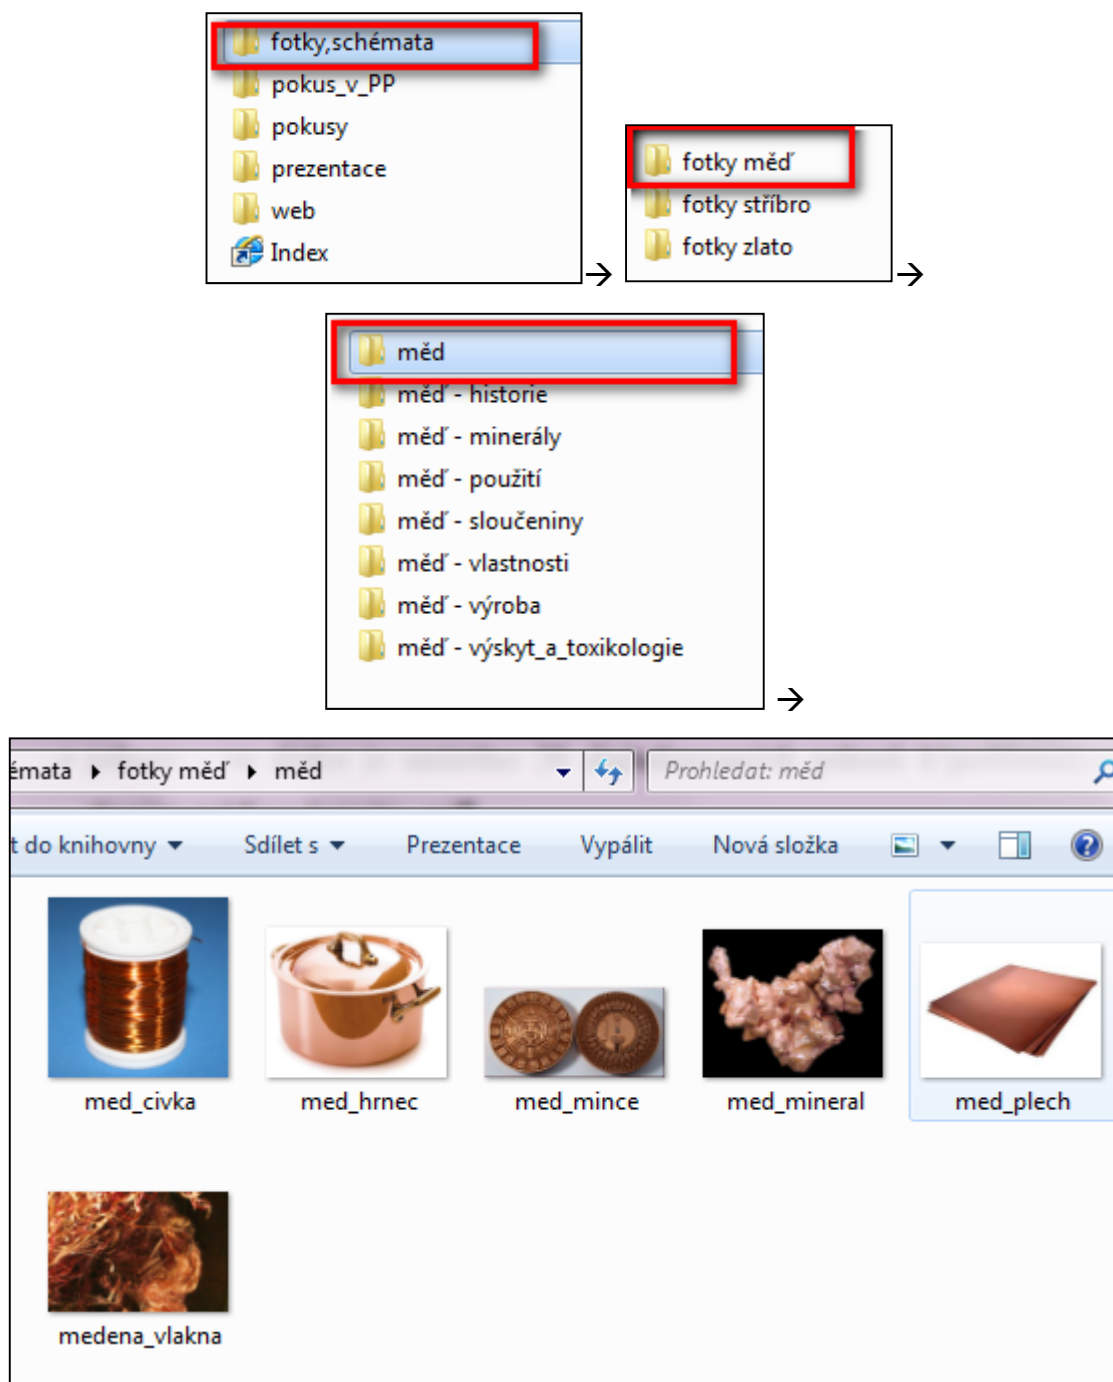 fotky,schémata
pokus_v_PP
pokusy
prezentace
web
Index
fotky měď
fotky stříbro
fotky zlato
měd
měď - historie
měď - minerály
měď - použití
měď - sloučeniny
měď - vlastnosti
měď - výroba
měď - výskyt_a_toxikologie
émata ▸ fotky měď ▸ měd
Prohledat: měd
t do knihovny Sdílet s Prezentace Vypálit Nová složka
med_civka med_hrnec med_mince med_mineral med_plech
medena_vlakna